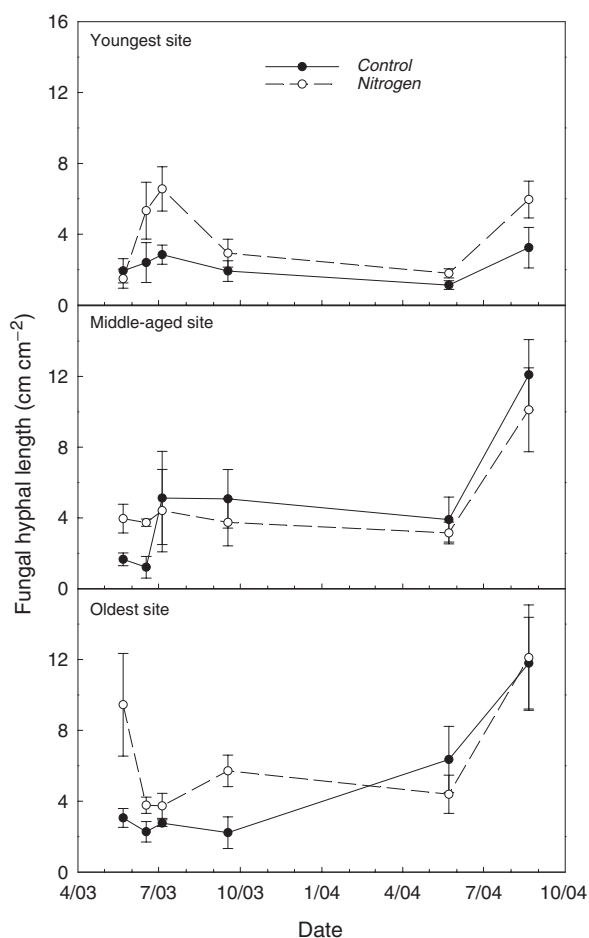 16
Youngest site
Control
Nitrogen
12
8
4
0
Middle-aged site
12
8
4
0
Oldest site
12
8
4
0
Fungal hyphal length (cm cm−2)
4/03 7/03 10/03 1/04 4/04 7/04 10/04
Date